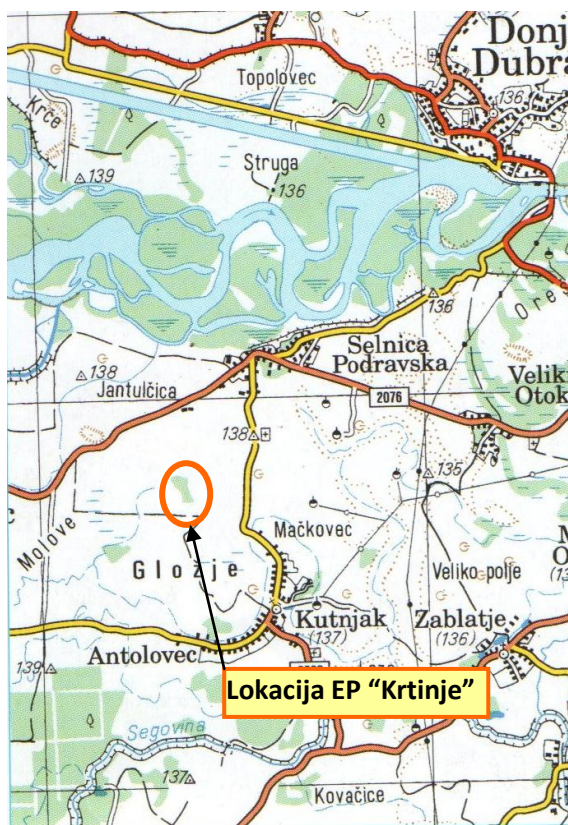 Donj
Dubra
Topolovec
136
Krče
Struga
136
139
136
Ore
Selnica
Podravska
138
Jantulčica
Veliki
Otok
2076
138
135
Molove
Mačkovec
Gložje
Veliko polje
Kutnjak
(137)
Zablatje
(136)
Antolovec
139
Lokacija EP “Krtinje”
Segovina
137
Kovačice